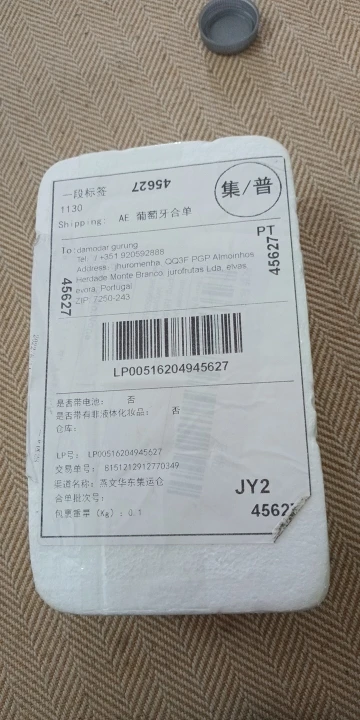 一段标签
45627
集/普
1130
Shipping: AE 葡萄牙合单
PT
To: damodar gurung
Tel: / +351 920592888
Address: jhuromenha, QQ3F PGP Almoinhos
Herdade Monte Branco, jurofrutas Lda, elvas,
evora, Portugal
ZIP: 7250-243
45627
45627
LP00516204945627
是否带电池: 否
是否带有非液体化妆品: 否
仓库:
LP号: LP00516204945627
交易单号: 8151212912770349
渠道名称: 燕文华东集运仓
合单批次号:
包裹重量(Kg): 0.1
JY2
4562